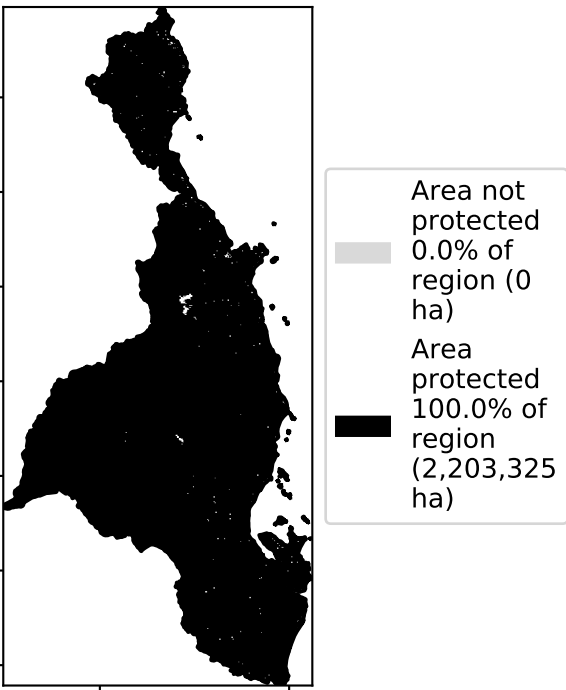 Area not
protected
0.0% of
region (0
ha)
Area
protected
100.0% of
region
(2,203,325
ha)